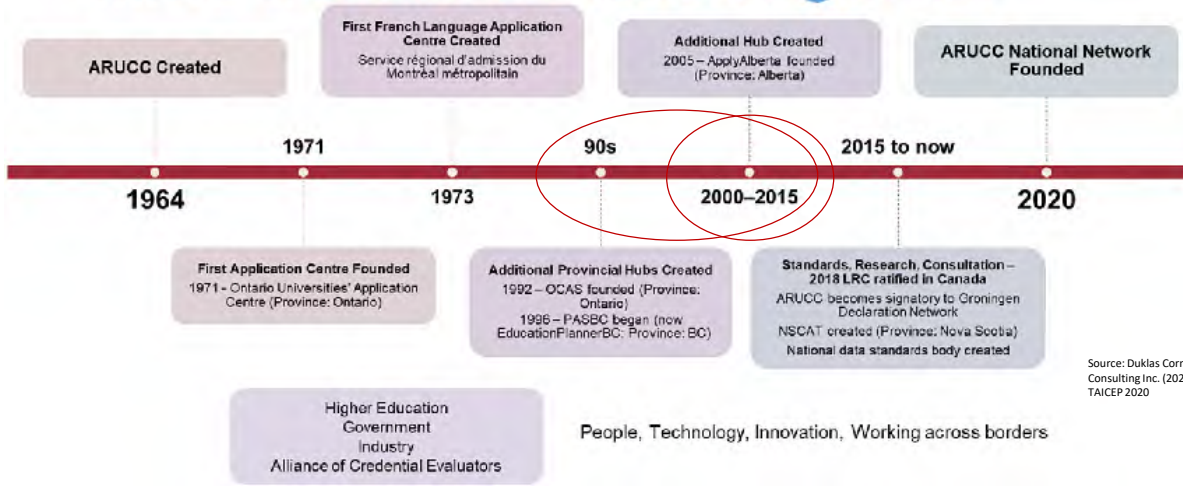 ARUCC Created
First French Language Application
Centre Created
Service régional d'admission du
Montréal métropolitain
Additional Hub Created
2005 – ApplyAlberta founded
(Province: Alberta)
ARUCC National Network
Founded
1971
90s
2015 to now
1964
1973
2000–2015
2020
First Application Centre Founded
1971 - Ontario Universities' Application
Centre (Province: Ontario)
Additional Provincial Hubs Created
1992 – OCAS founded (Province:
Ontario)
1996 – PASBC began (now
EducationPlannerBC: Province: BC)
Standards, Research, Consultation –
2018 LRC ratified in Canada
ARUCC becomes signatory to Groningen
Declaration Network
NSCAT created (Province: Nova Scotia)
National data standards body created
Source: Duklas Corn
Consulting Inc. (202
TAICEP 2020
Higher Education
Government
Industry
Alliance of Credential Evaluators
People, Technology, Innovation, Working across borders